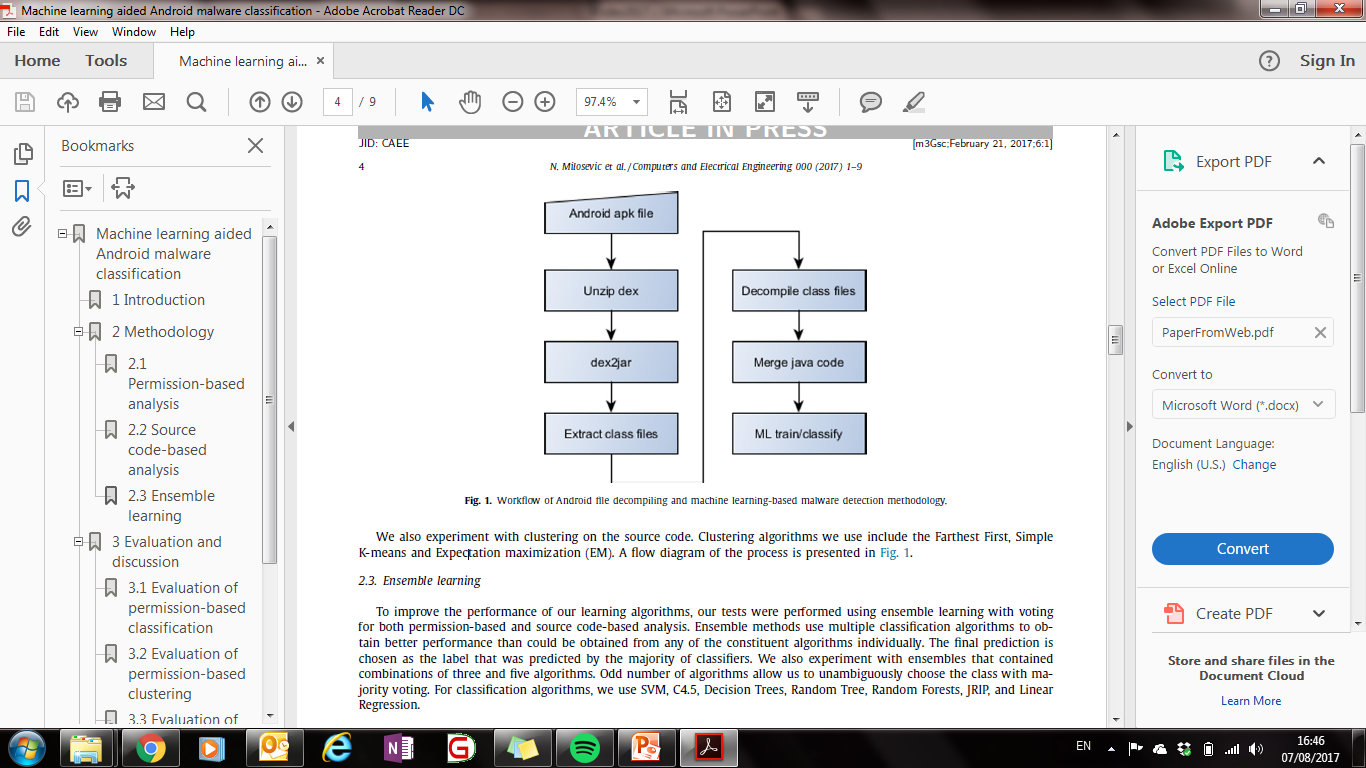 Machine learning aided Android malware classification - Adobe Acrobat Reader DC
File Edit View Window Help
Home Tools Machine learning ai... × Sign In
4 / 9 97.4%
Bookmarks
Machine learning aided
Android malware
classification
1 Introduction
2 Methodology
2.1
Permission-based
analysis
2.2 Source
code-based
analysis
2.3 Ensemble
learning
3 Evaluation and
discussion
3.1 Evaluation of
permission-based
classification
3.2 Evaluation of
permission-based
clustering
3.3 Evaluation of
ARTICLE IN PRESS
JID: CAEE [m3Gsc;February 21, 2017;6:1]
4 N. Milosevic et al. / Computers and Electrical Engineering 000 (2017) 1–9
Android apk file
Unzip dex
dex2jar
Extract class files
Decompile class files
Merge java code
ML train/classify
Fig. 1. Workflow of Android file decompiling and machine learning-based malware detection methodology.
We also experiment with clustering on the source code. Clustering algorithms we use include the Farthest First, Simple
K-means and Expectation maximization (EM). A flow diagram of the process is presented in Fig. 1.
2.3. Ensemble learning
To improve the performance of our learning algorithms, our tests were performed using ensemble learning with voting
for both permission-based and source code-based analysis. Ensemble methods use multiple classification algorithms to ob-
tain better performance than could be obtained from any of the constituent algorithms individually. The final prediction is
chosen as the label that was predicted by the majority of classifiers. We also experiment with ensembles that contained
combinations of three and five algorithms. Odd number of algorithms allow us to unambiguously choose the class with ma-
jority voting. For classification algorithms, we use SVM, C4.5, Decision Trees, Random Tree, Random Forests, JRIP, and Linear
Regression.
Export PDF
Adobe Export PDF
Convert PDF Files to Word
or Excel Online
Select PDF File
PaperFromWeb.pdf
Convert to
Microsoft Word (*.docx)
Document Language:
English (U.S.) Change
Convert
Create PDF
Store and share files in the
Document Cloud
Learn More
EN
16:46
07/08/2017